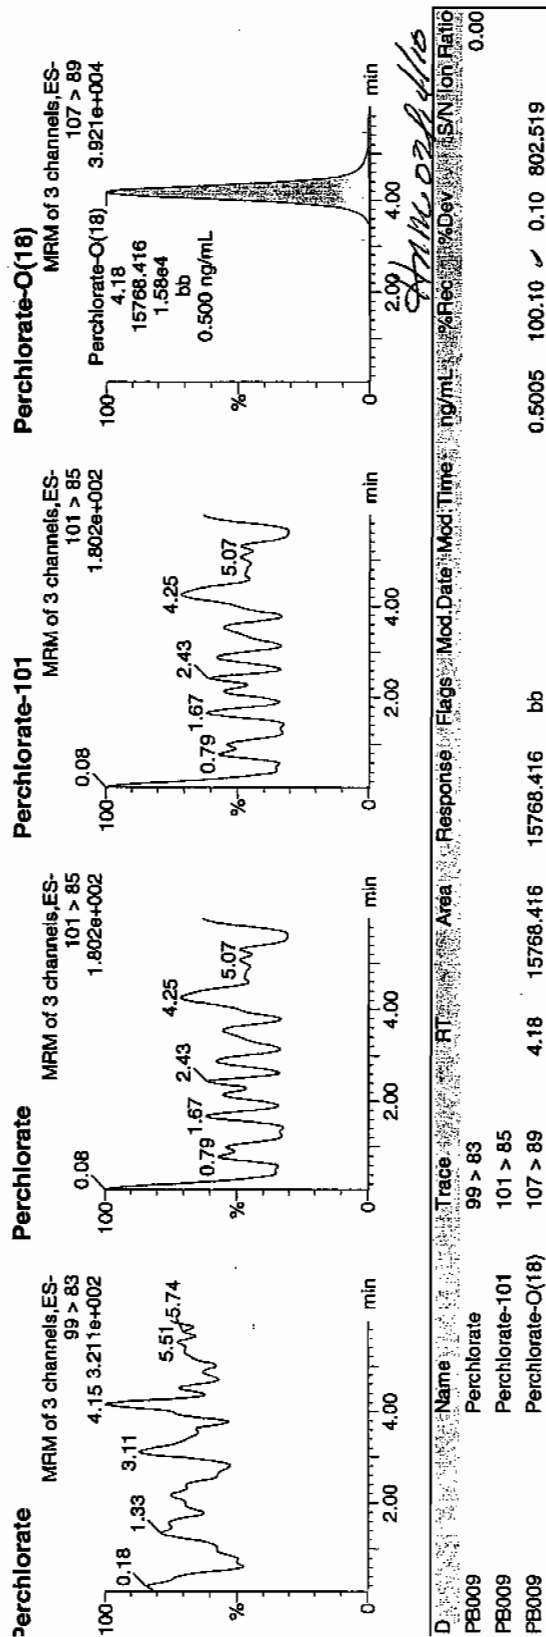 Perchlorate
MRM of 3 channels,ES-
99 > 83
4.15 3.211e+002
100
%
0
0.18
1.33
3.11
5.51
5.74
2.00
4.00
min
Perchlorate
MRM of 3 channels,ES-
101 > 85
1.802e+002
100
%
0
0.08
0.79
1.67
2.43
4.25
5.07
2.00
4.00
min
Perchlorate-101
MRM of 3 channels,ES-
101 > 85
1.802e+002
100
%
0
0.08
0.79
1.67
2.43
4.25
5.07
2.00
4.00
min
Perchlorate-O(18)
MRM of 3 channels,ES-
107 > 89
3.921e+004
100
%
0
Perchlorate-O(18)
4.18
15768.416
1.58e4
bb
0.500 ng/mL
2.00
4.00
min
D Name Trace RT Area Response Flags Mod.Date Mod.Time ng/mL %Rec %Dev S/N Ion Ratio
PB009 Perchlorate 99 > 83 0.00
PB009 Perchlorate-101 101 > 85
PB009 Perchlorate-O(18) 107 > 89 4.18 15768.416 15768.416 bb 0.5005 100.10 ✓ 0.10 802.519